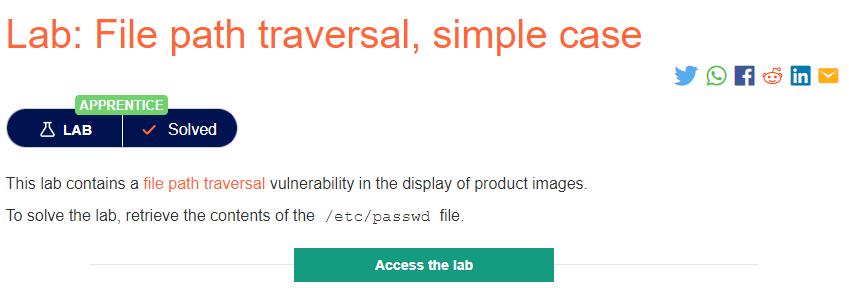 Lab: File path traversal, simple case
APPRENTICE
LAB Solved
This lab contains a file path traversal vulnerability in the display of product images.
To solve the lab, retrieve the contents of the /etc/passwd file.
Access the lab